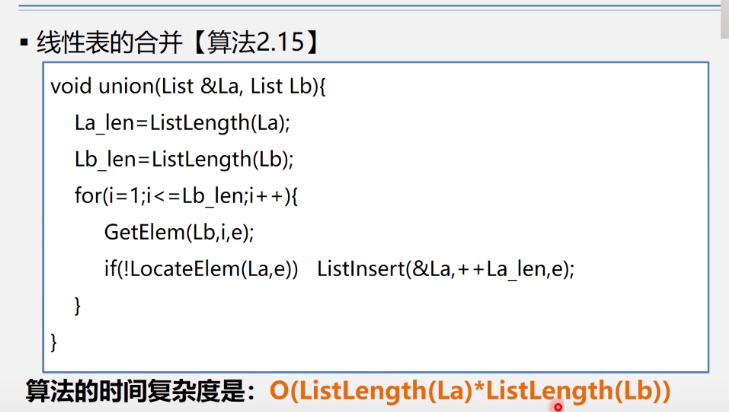 ▪ 线性表的合并【算法2.15】
void union(List &La, List Lb){
La_len=ListLength(La);
Lb_len=ListLength(Lb);
for(i=1;i<=Lb_len;i++){
GetElem(Lb,i,e);
if(!LocateElem(La,e)) ListInsert(&La,++La_len,e);
}
}
算法的时间复杂度是：O(ListLength(La)*ListLength(Lb))